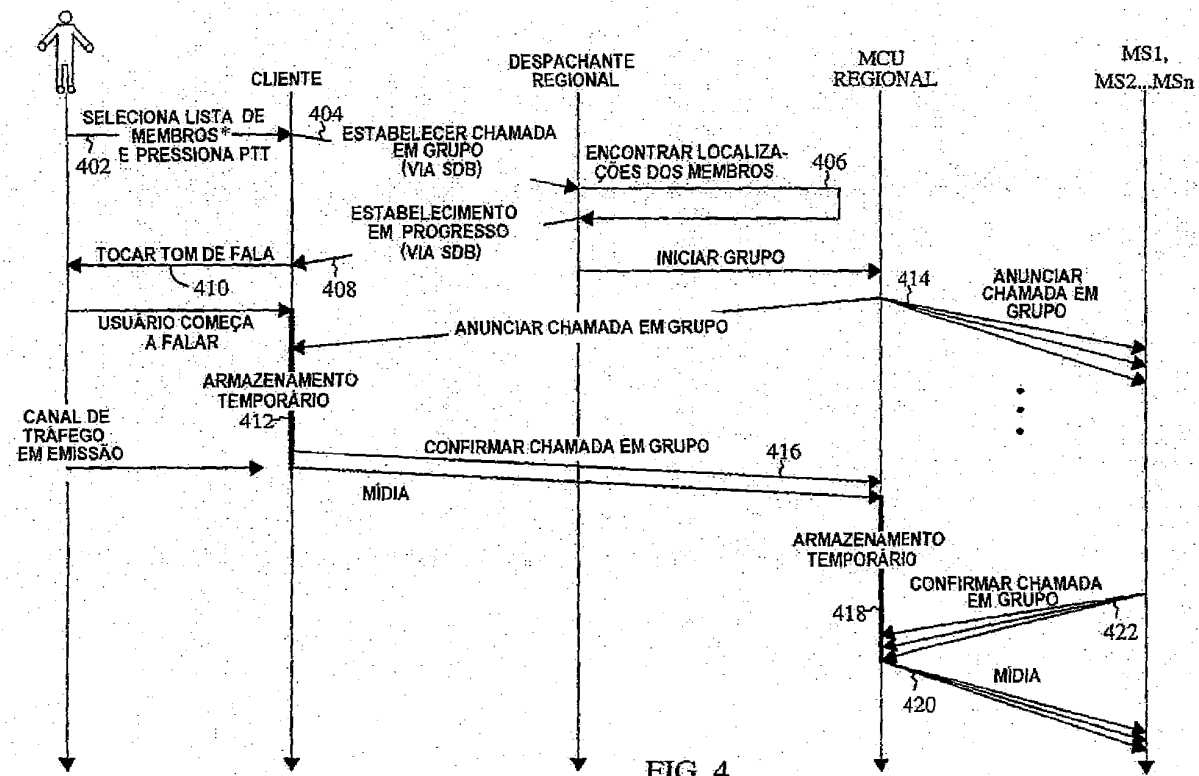 CLIENTE
DESPACHANTE
REGIONAL
MCU
REGIONAL
MS1,
MS2...MSn
SELECIONA LISTA DE
MEMBROS*
E PRESSIONA PTT
402
404
ESTABELECER CHAMADA
EM GRUPO
(VIA SDB)
ENCONTRAR LOCALIZA-
ÇÕES DOS MEMBROS
406
ESTABELECIMENTO
EM PROGRESSO
(VIA SDB)
TOCAR TOM DE FALA
410
408
INICIAR GRUPO
414
ANUNCIAR
CHAMADA EM
GRUPO
USUÁRIO COMEÇA
A FALAR
ANUNCIAR CHAMADA EM GRUPO
ARMAZENAMENTO
TEMPORÁRIO
412
CANAL DE
TRÁFEGO
EM EMISSÃO
CONFIRMAR CHAMADA EM GRUPO
416
MÍDIA
ARMAZENAMENTO
TEMPORÁRIO
418
CONFIRMAR CHAMADA
EM GRUPO
422
MÍDIA
420
FIG. 4